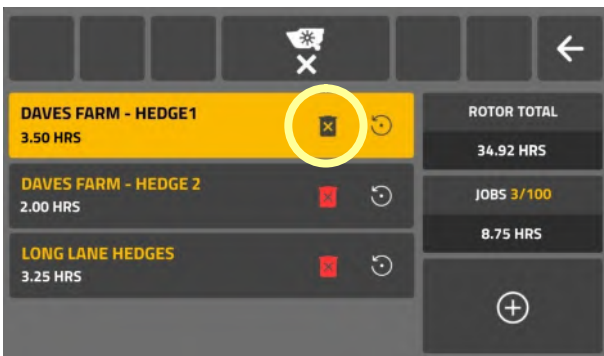 DAVES FARM - HEDGE1
3.50 HRS
DAVES FARM - HEDGE 2
2.00 HRS
LONG LANE HEDGES
3.25 HRS
ROTOR TOTAL
34.92 HRS
JOBS 3/100
8.75 HRS